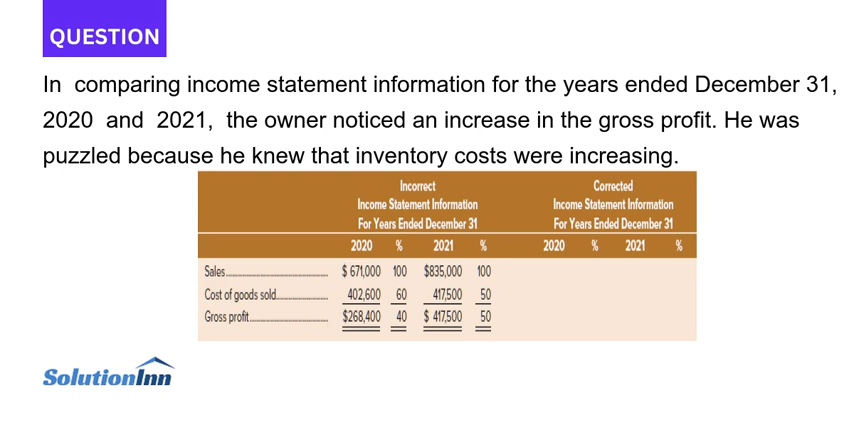 QUESTION
In comparing income statement information for the years ended December 31,
2020 and 2021, the owner noticed an increase in the gross profit. He was
puzzled because he knew that inventory costs were increasing.
Incorrect Corrected
Income Statement Information Income Statement Information
For Years Ended December 31 For Years Ended December 31
2020 % 2021 % 2020 % 2021 %
Sales $ 671,000 100 $835,000 100
Cost of goods sold 402,600 60 417,500 50
Gross profit $268,400 40 $ 417,500 50
SolutionInn